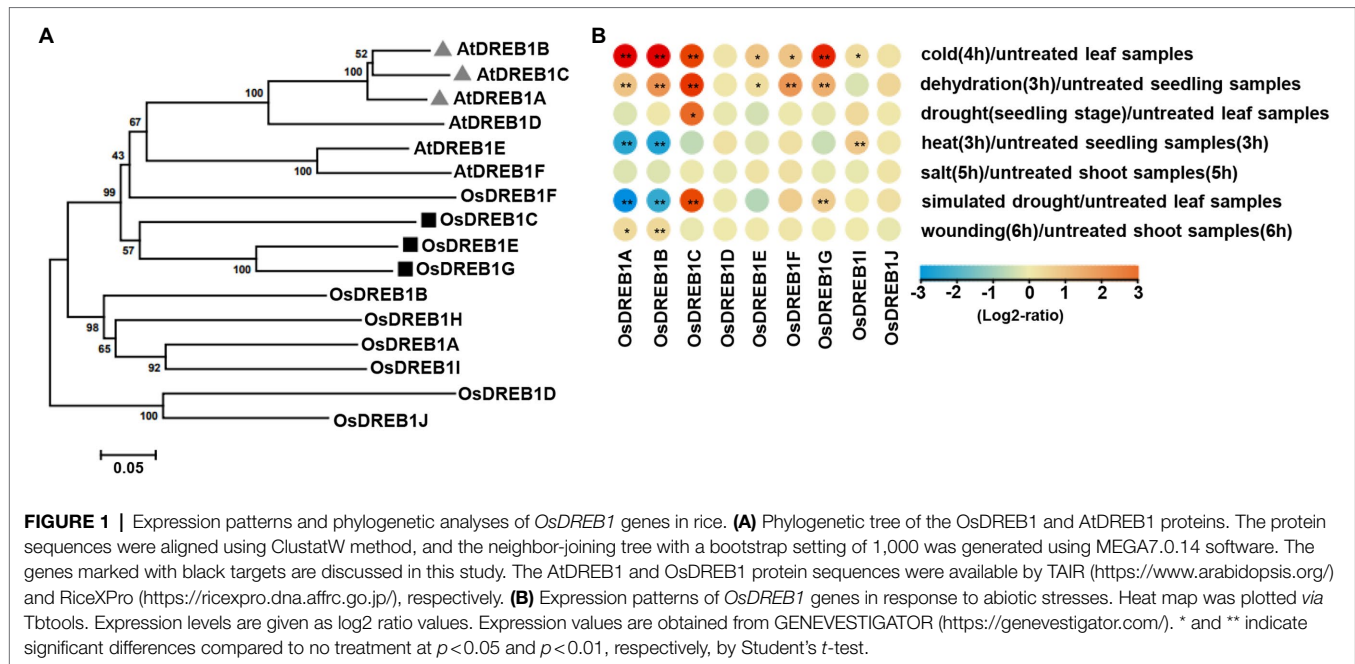 A
52
AtDREB1B
100
AtDREB1C
100
AtDREB1A
67
AtDREB1D
43
AtDREB1E
100
AtDREB1F
99
OsDREB1F
OsDREB1C
57
OsDREB1E
100
OsDREB1G
OsDREB1B
98
OsDREB1H
65
OsDREB1A
92
OsDREB1I
OsDREB1D
100
OsDREB1J
0.05
B
** ** ** * * ** * cold(4h)/untreated leaf samples
** ** ** * ** ** dehydration(3h)/untreated seedling samples
* drought(seedling stage)/untreated leaf samples
** ** ** heat(3h)/untreated seedling samples(3h)
salt(5h)/untreated shoot samples(5h)
** ** ** ** simulated drought/untreated leaf samples
* ** wounding(6h)/untreated shoot samples(6h)
OsDREB1A
OsDREB1B
OsDREB1C
OsDREB1D
OsDREB1E
OsDREB1F
OsDREB1G
OsDREB1I
OsDREB1J
-3 -2 -1 0 1 2 3
(Log2-ratio)
FIGURE 1 | Expression patterns and phylogenetic analyses of OsDREB1 genes in rice. (A) Phylogenetic tree of the OsDREB1 and AtDREB1 proteins. The protein
sequences were aligned using ClustatW method, and the neighbor-joining tree with a bootstrap setting of 1,000 was generated using MEGA7.0.14 software. The
genes marked with black targets are discussed in this study. The AtDREB1 and OsDREB1 protein sequences were available by TAIR (https://www.arabidopsis.org/)
and RiceXPro (https://ricexpro.dna.affrc.go.jp/), respectively. (B) Expression patterns of OsDREB1 genes in response to abiotic stresses. Heat map was plotted via
Tbtools. Expression levels are given as log2 ratio values. Expression values are obtained from GENEVESTIGATOR (https://genevestigator.com/). * and ** indicate
significant differences compared to no treatment at p<0.05 and p<0.01, respectively, by Student's t-test.